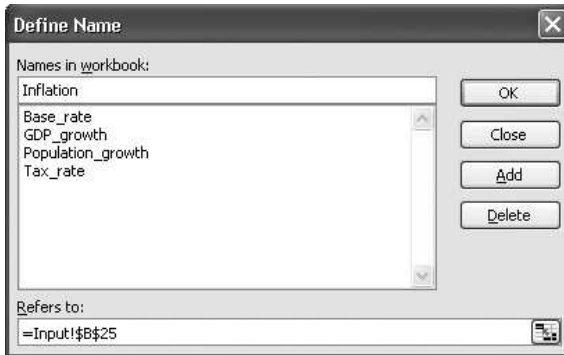 Define Name
Names in workbook:
Inflation
Base_rate
GDP_growth
Population_growth
Tax_rate
OK
Close
Add
Delete
Refers to:
=Input!$B$25